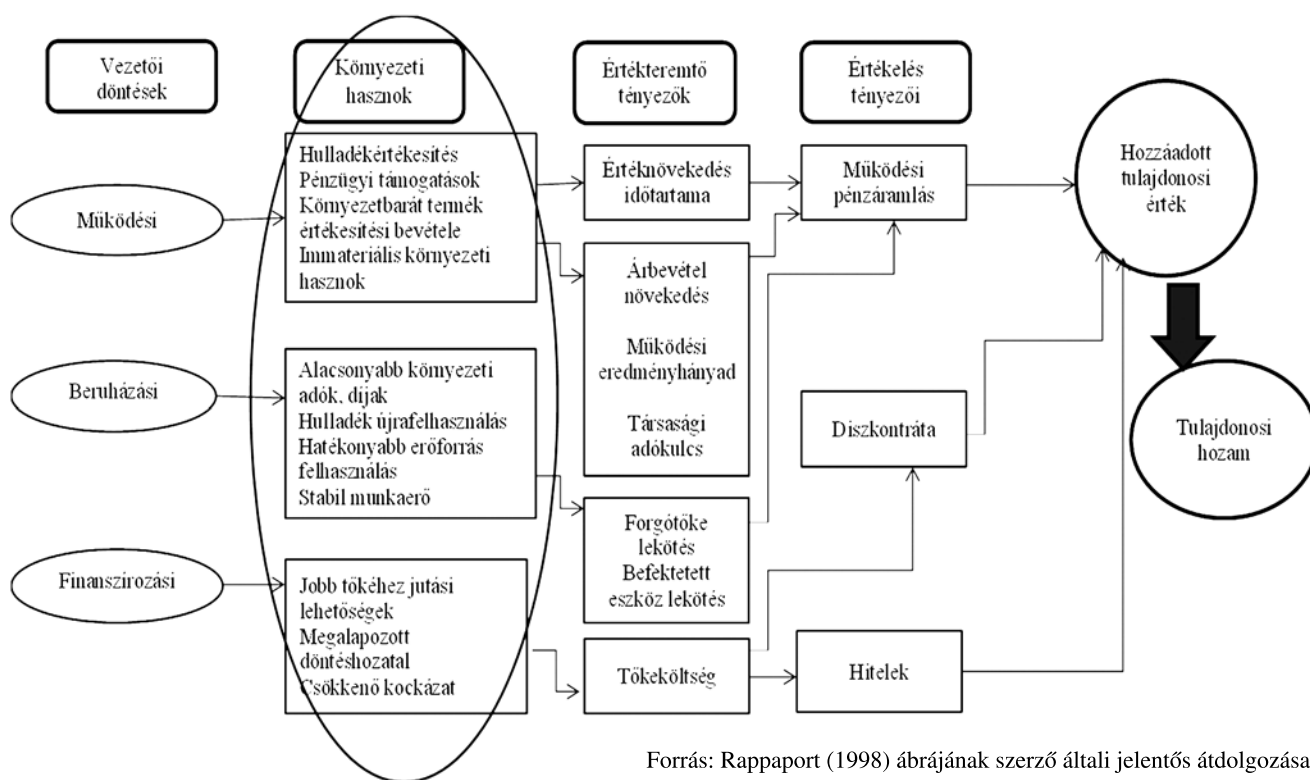 Vezetői
döntések
Környezeti
hasznok
Értékteremtő
tényezők
Értékelés
tényezői
Működési
Beruházási
Finanszírozási
Hulladékértékesítés
Pénzügyi támogatások
Környezetbarát termék
értékesítési bevétele
Immateriális környezeti
hasznok
Alacsonyabb környezeti
adók, díjak
Hulladék újrafelhasználás
Hatékonyabb erőforrás
felhasználás
Stabil munkaerő
Jobb tőkéhez jutási
lehetőségek
Megalapozott
döntéshozatal
Csökkenő kockázat
Értéknövekedés
időtartama
Árbevétel
növekedés
Működési
eredményhányad
Társasági
adókulcs
Forgótőke
lekötés
Befektetett
eszköz lekötés
Tőkeköltség
Működési
pénzáramlás
Diszkontráta
Hitelek
Hozzáadott
tulajdonosi
érték
Tulajdonosi
hozam
Forrás: Rappaport (1998) ábrájának szerző általi jelentős átdolgozása